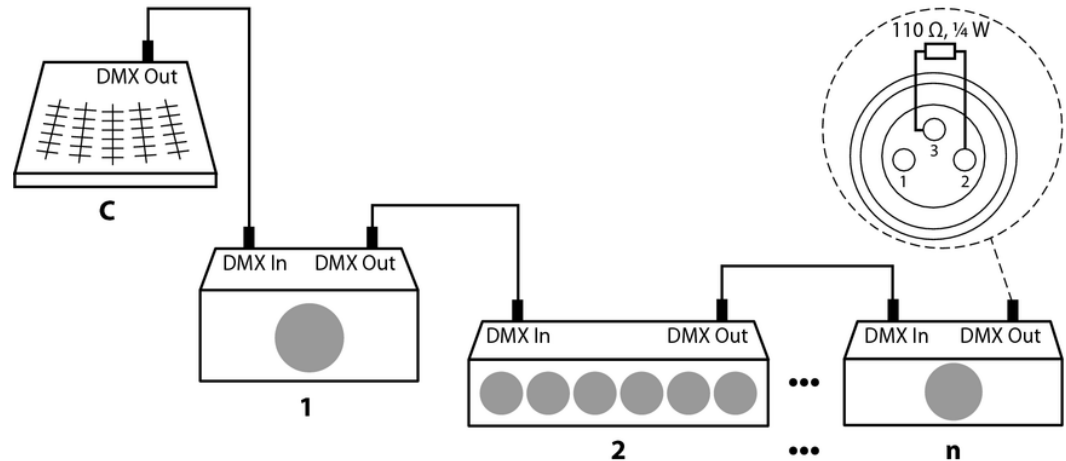 110 Ω, ¼ W
DMX Out
3
1
2
C
DMX In
DMX Out
1
DMX In
DMX Out
DMX In
DMX Out
•••
2
•••
n